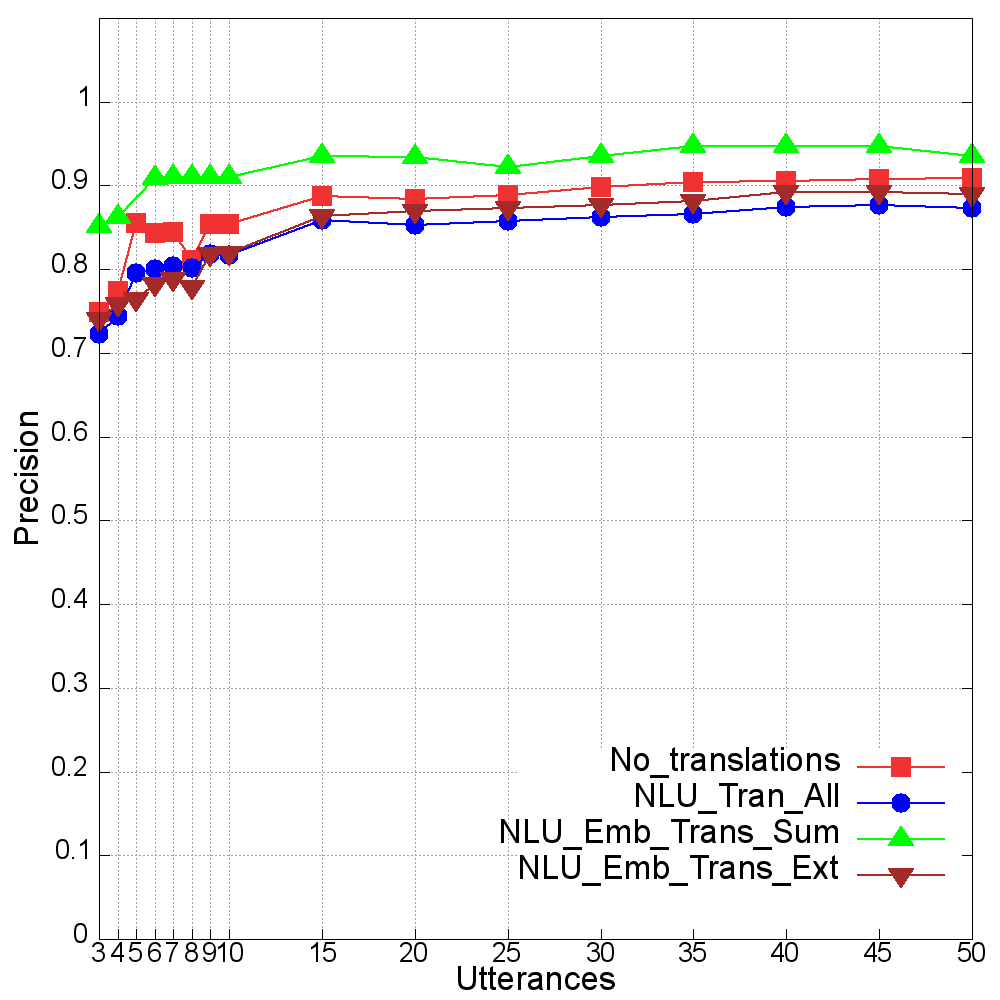 1
0.9
0.8
0.7
0.6
0.5
0.4
0.3
0.2
0.1
0
Precision
No_translations
NLU_Tran_All
NLU_Emb_Trans_Sum
NLU_Emb_Trans_Ext
3 4 5 6 7 8 9 10 15 20 25 30 35 40 45 50
Utterances